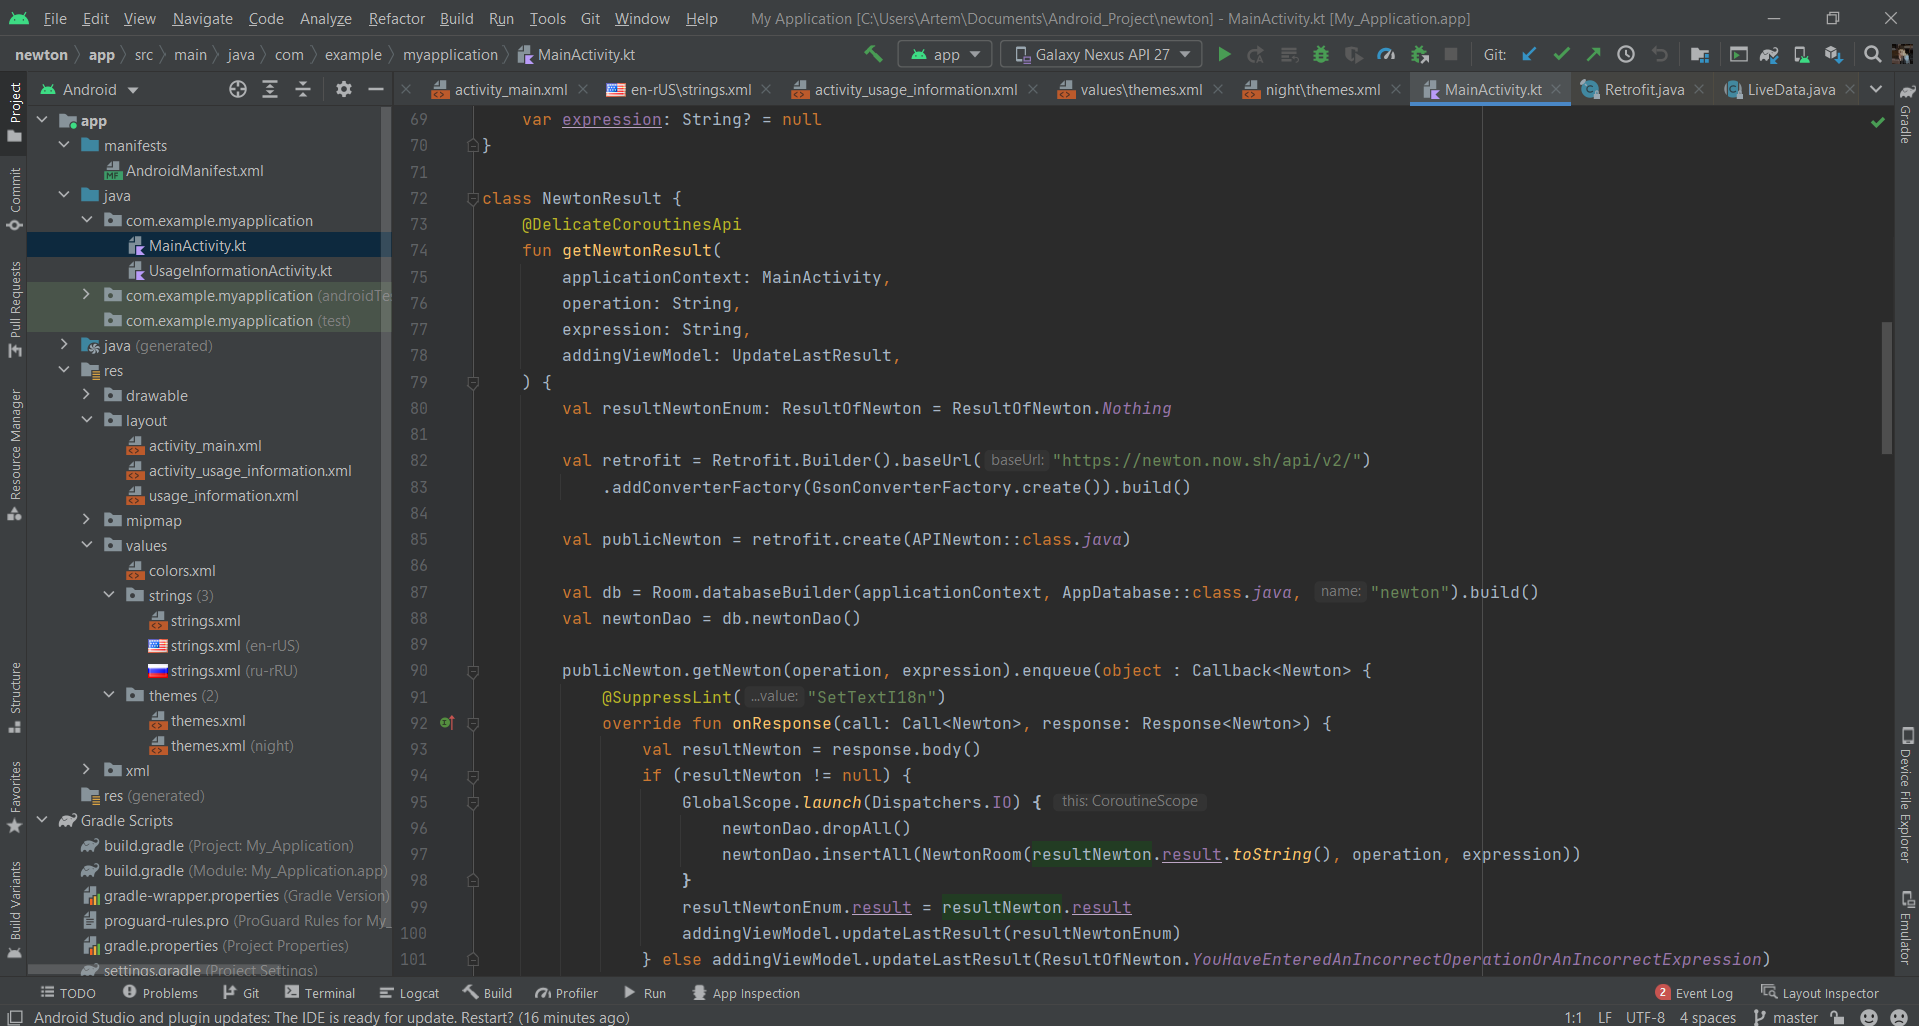 File Edit View Navigate Code Analyze Refactor Build Run Tools Git Window Help My Application [C:\Users\Artem\Documents\Android_Project\newton] - MainActivity.kt [My_Application.app]
newton app src main java com example myapplication MainActivity.kt app Galaxy Nexus API 27 Git:
Android
activity_main.xml en-rUS\strings.xml activity_usage_information.xml values\themes.xml night\themes.xml MainActivity.kt Retrofit.java LiveData.java
Project
Commit
Pull Requests
Resource Manager
Structure
Favorites
Build Variants
app
manifests
AndroidManifest.xml
java
com.example.myapplication
MainActivity.kt
UsageInformationActivity.kt
com.example.myapplication (androidTe
com.example.myapplication (test)
java (generated)
res
drawable
layout
activity_main.xml
activity_usage_information.xml
usage_information.xml
mipmap
values
colors.xml
strings (3)
strings.xml
strings.xml (en-rUS)
strings.xml (ru-rRU)
themes (2)
themes.xml
themes.xml (night)
xml
res (generated)
Gradle Scripts
build.gradle (Project: My_Application)
build.gradle (Module: My_Application.app)
gradle-wrapper.properties (Gradle Version)
proguard-rules.pro (ProGuard Rules for My_
gradle.properties (Project Properties)
settings.gradle (Project Settings)
69 var expression: String? = null
70 }
71
72 class NewtonResult {
73 @DelicateCoroutinesApi
74 fun getNewtonResult(
75 applicationContext: MainActivity,
76 operation: String,
77 expression: String,
78 addingViewModel: UpdateLastResult,
79 ) {
80 val resultNewtonEnum: ResultOfNewton = ResultOfNewton.Nothing
81
82 val retrofit = Retrofit.Builder().baseUrl( baseUrl: "https://newton.now.sh/api/v2/")
83 .addConverterFactory(GsonConverterFactory.create()).build()
84
85 val publicNewton = retrofit.create(APINewton::class.java)
86
87 val db = Room.databaseBuilder(applicationContext, AppDatabase::class.java, name: "newton").build()
88 val newtonDao = db.newtonDao()
89
90 publicNewton.getNewton(operation, expression).enqueue(object : Callback<Newton> {
91 @SuppressLint( ...value: "SetTextI18n")
92 override fun onResponse(call: Call<Newton>, response: Response<Newton>) {
93 val resultNewton = response.body()
94 if (resultNewton != null) {
95 GlobalScope.launch(Dispatchers.IO) { this: CoroutineScope
96 newtonDao.dropAll()
97 newtonDao.insertAll(NewtonRoom(resultNewton.result.toString(), operation, expression))
98 }
99 resultNewtonEnum.result = resultNewton.result
100 addingViewModel.updateLastResult(resultNewtonEnum)
101 } else addingViewModel.updateLastResult(ResultOfNewton.YouHaveEnteredAnIncorrectOperationOrAnIncorrectExpression)
Gradle
Device File Explorer
Emulator
TODO Problems Git Terminal Logcat Build Profiler Run App Inspection 2 Event Log Layout Inspector
Android Studio and plugin updates: The IDE is ready for update. Restart? (16 minutes ago) 1:1 LF UTF-8 4 spaces master